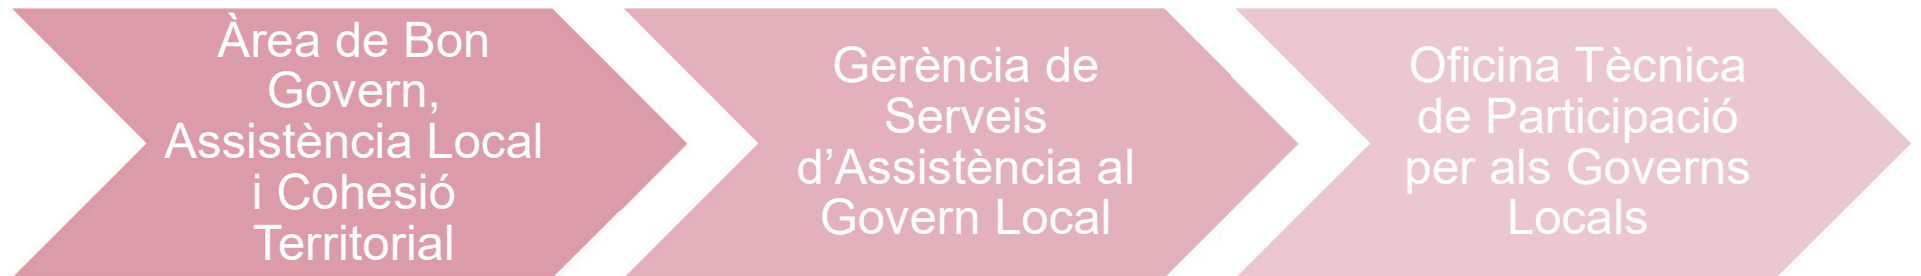 Àrea de Bon
Govern,
Assistència Local
i Cohesió
Territorial
Gerència de
Serveis
d’Assistència al
Govern Local
Oficina Tècnica
de Participació
per als Governs
Locals